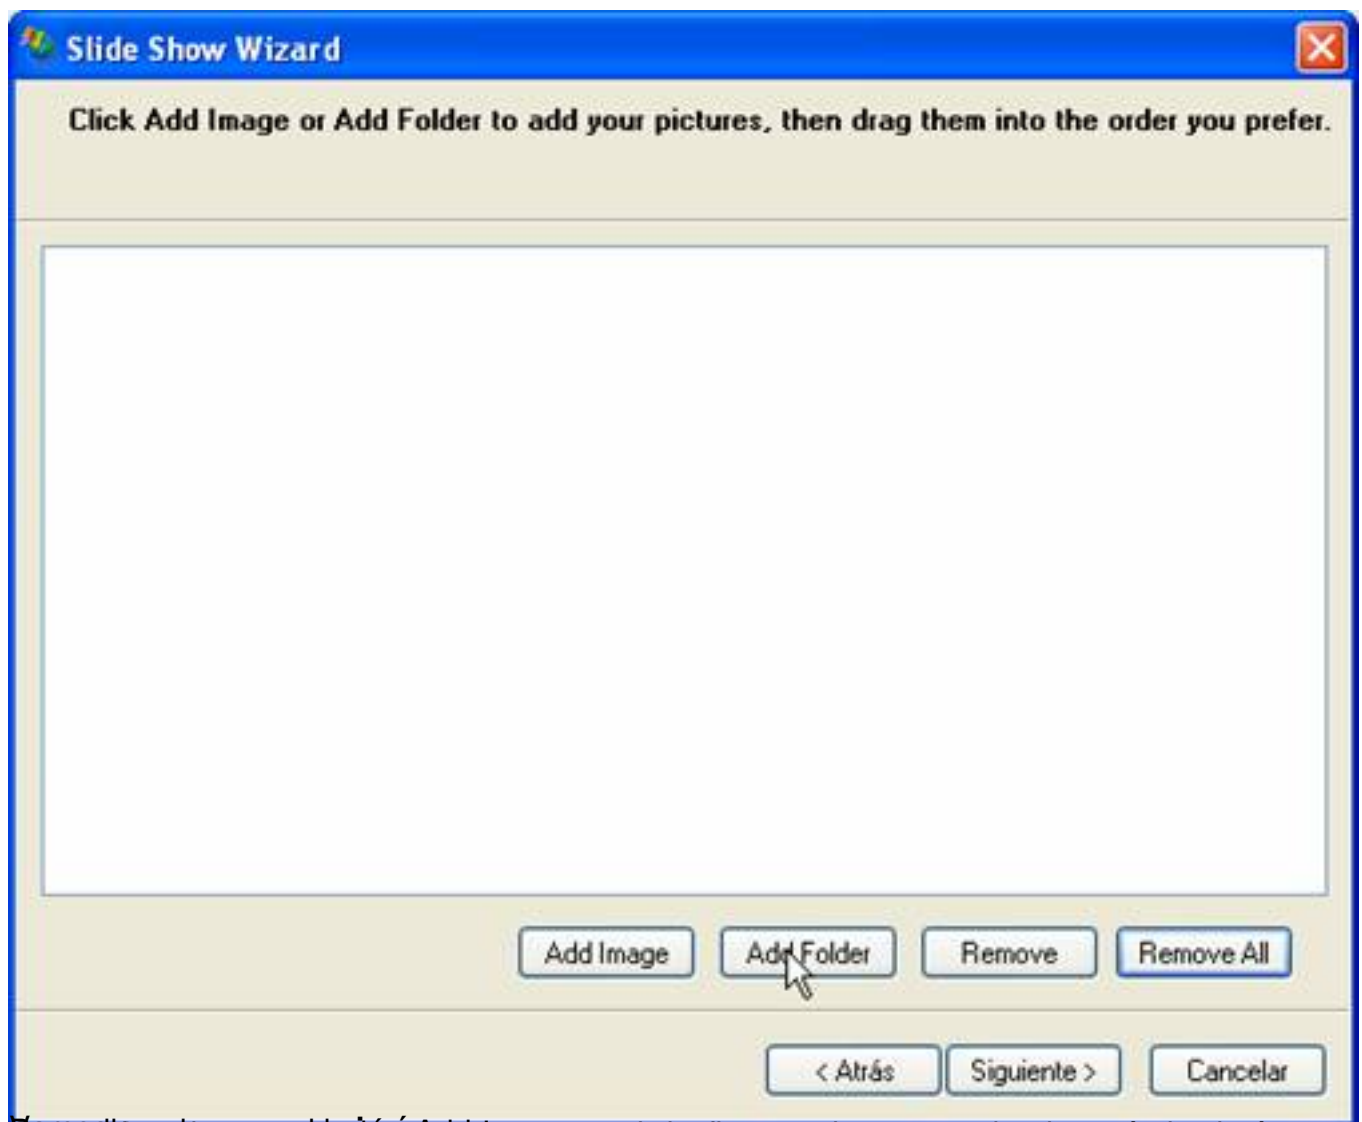 Slide Show Wizard
Click Add Image or Add Folder to add your pictures, then drag them into the order you prefer.
Add Image Add Folder Remove Remove All
< Atrás Siguiente > Cancelar